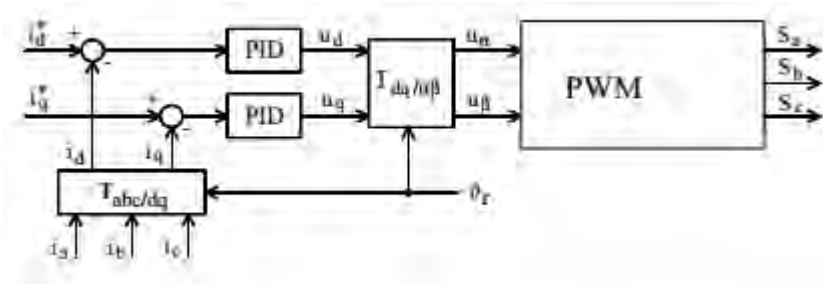 i*d + - PID ud uα Sa
Tdq/αβ PWM Sb
i*q + - PID uq uβ Sc
id iq
Tabc/dq ϑr
ia ib ic